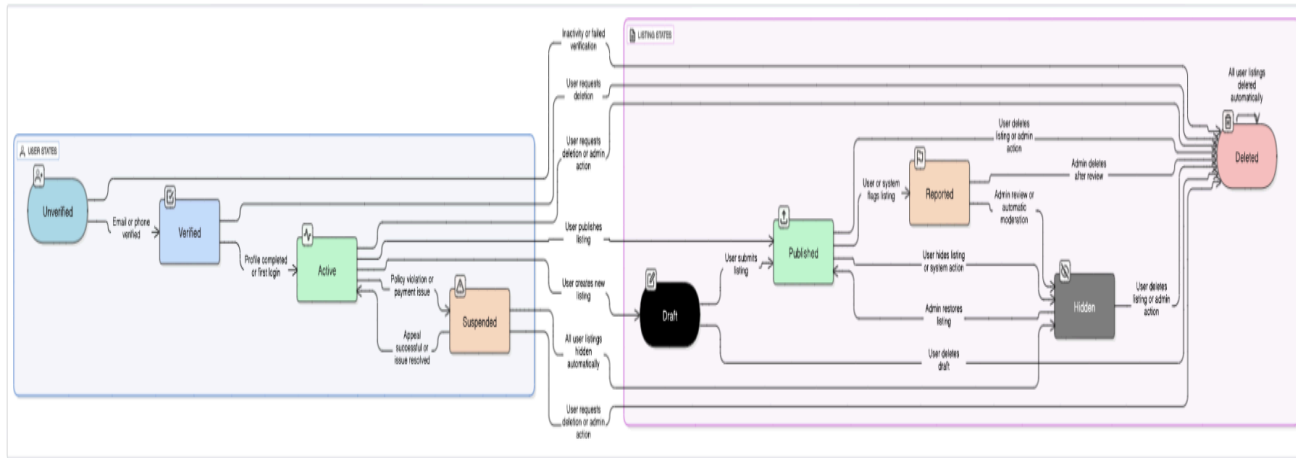 USER STATES
Unverified
Email or phone
verified
Verified
Profile completed
or first login
Active
Policy violation or
payment issue
Appeal
successful or
issue resolved
Suspended
Inactivity or failed
verification
User requests
deletion
User requests
deletion or admin
action
User publishes
listing
User creates new
listing
All user listings
hidden
automatically
User requests
deletion or admin
action
LISTING STATES
Draft
User submits
listing
Published
User or system
flags listing
Reported
User deletes
listing or admin
action
Admin deletes
after review
Admin review or
automatic
moderation
User hides listing
or system action
Admin restores
listing
User deletes
draft
Hidden
User deletes
listing or admin
action
All user listings
deleted
automatically
Deleted